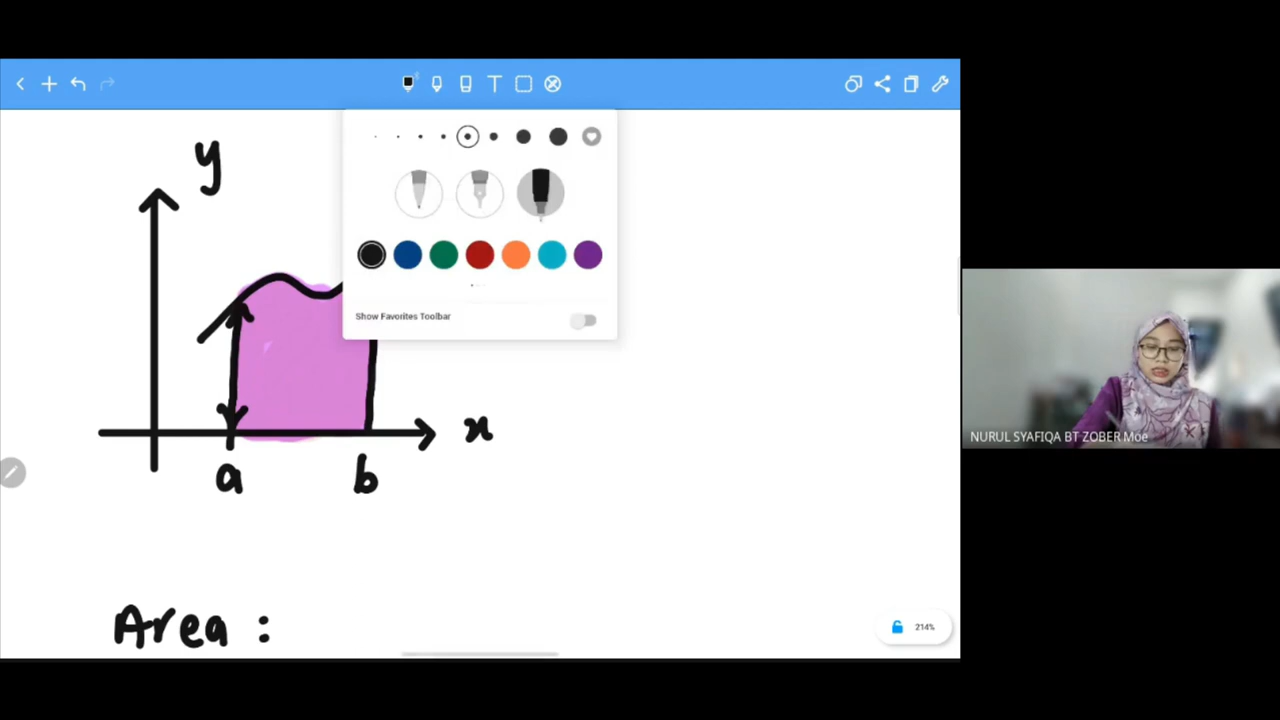 y
Show Favorites Toolbar
x
a b
NURUL SYAFIQA BT ZOBER Moe
Area :
214%